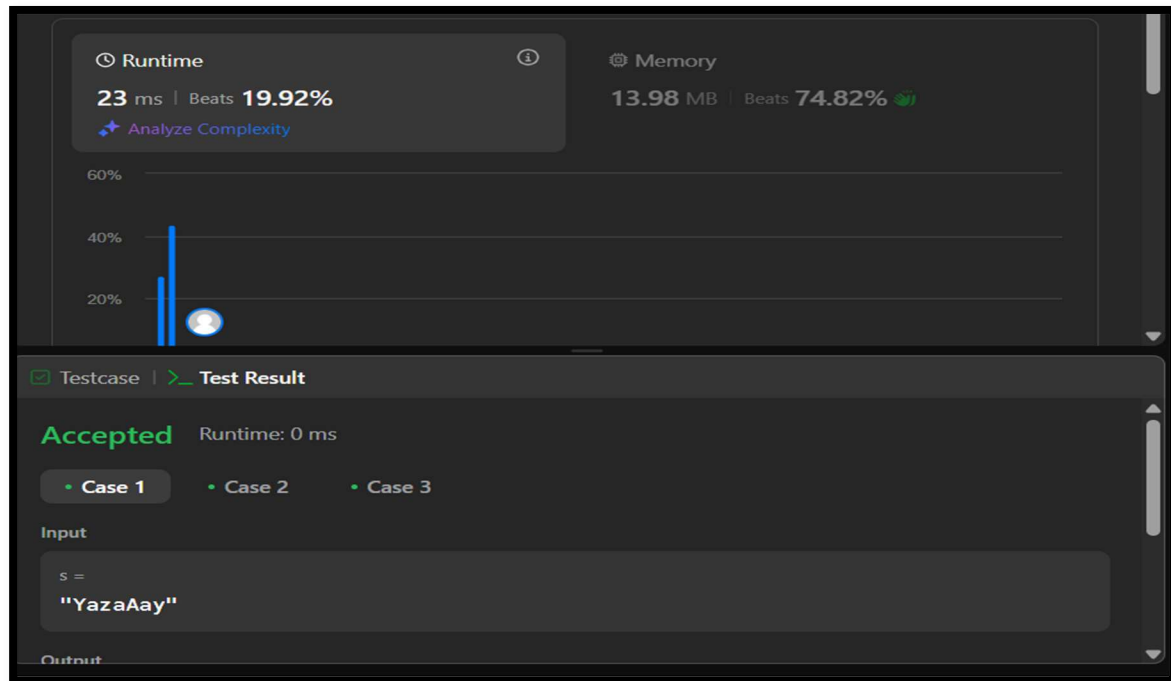 Runtime
23 ms | Beats 19.92%
Analyze Complexity
Memory
13.98 MB | Beats 74.82%
60%
40%
20%
Testcase | >_ Test Result
Accepted Runtime: 0 ms
• Case 1 • Case 2 • Case 3
Input
s =
"YazaAay"
Output